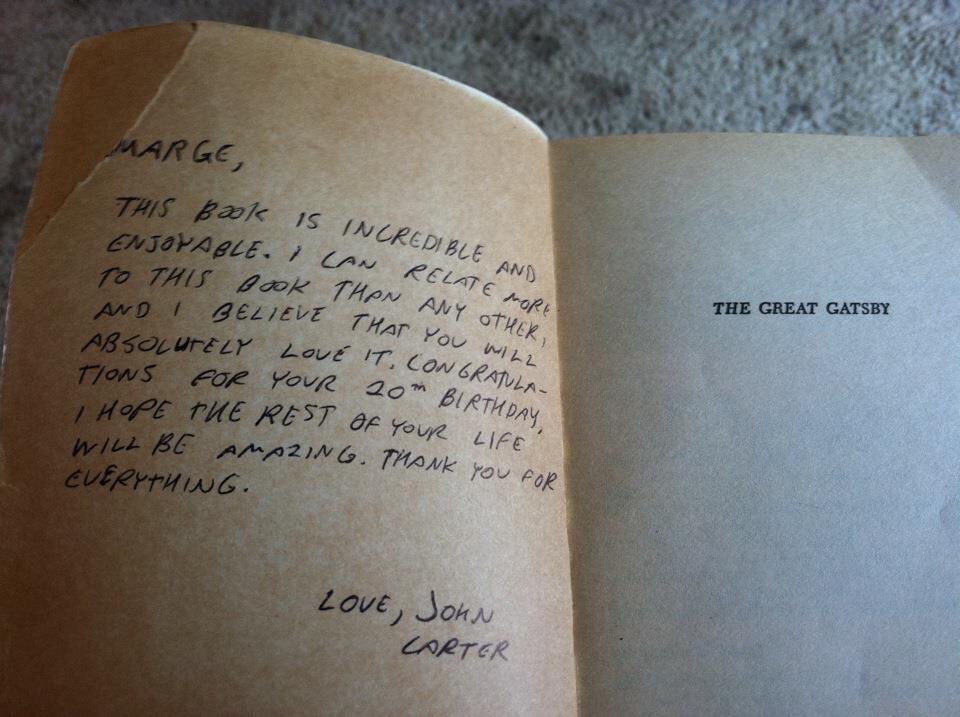 MARGE,
THIS BOOK IS INCREDIBLE AND
ENJOYABLE. I CAN RELATE MORE
TO THIS BOOK THAN ANY OTHER,
AND I BELIEVE THAT YOU WILL
ABSOLUTELY LOVE IT. CONGRATULA-
TIONS FOR YOUR 20TH BIRTHDAY,
I HOPE THE REST OF YOUR LIFE
WILL BE AMAZING. THANK YOU FOR
EVERYTHING.
LOVE, JOHN
CARTER
THE GREAT GATSBY